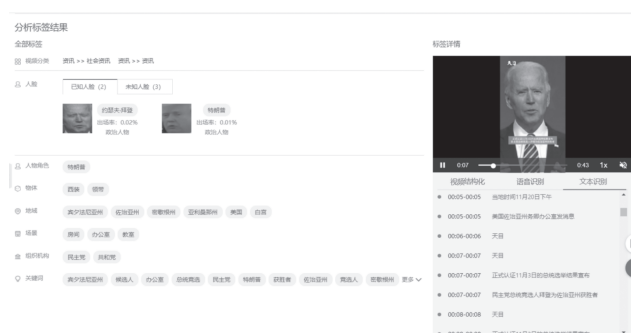 分析标签结果
全部标签
视频分类 资讯 >> 社会资讯 资讯 >> 资讯
人脸 已知人脸 (2) 未知人脸 (3)
约瑟夫·拜登
出场率：0.02%
政治人物
特朗普
出场率：0.01%
政治人物
人物角色 特朗普
物体 西装 领带
地域 宾夕法尼亚州 佐治亚州 密歇根州 亚利桑那州 美国 白宫
场景 房间 办公室 教室
组织机构 民主党 共和党
关键词 宾夕法尼亚州 候选人 办公室 总统竞选 民主党 特朗普 获胜者 佐治亚州 竞选人 密歇根州 更多
标签详情
0:07 0:43 1x
视频结构化 语音识别 文本识别
00:05-00:05 当地时间11月20日下午
00:05-00:05 美国佐治亚州务卿办公室发消息
00:06-00:06 天目
00:07-00:07 天目
00:07-00:07 正式认证11月3日的总统选举结果宣布
00:07-00:07 民主党总统竞选人拜登为佐治亚州获胜者
00:08-00:08 天目